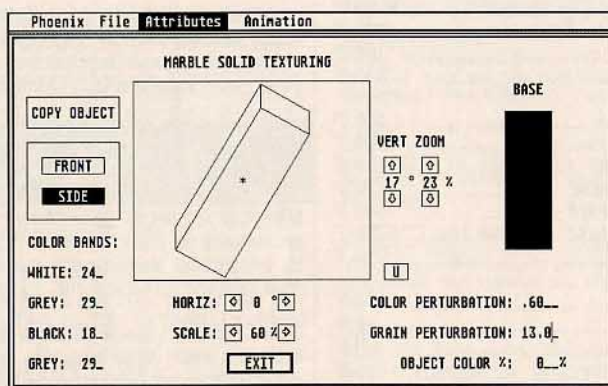 Phoenix File Attributes Animation
MARBLE SOLID TEXTURING
BASE
COPY OBJECT
VERT ZOOM
FRONT
17 ° 23 %
SIDE
COLOR BANDS:
WHITE: 24_
U
GREY: 29_
HORIZ: 0 °
COLOR PERTURBATION: .60__
BLACK: 18_
SCALE: 60 %
GRAIN PERTURBATION: 13.0
GREY: 29_
EXIT
OBJECT COLOR %: 0__%